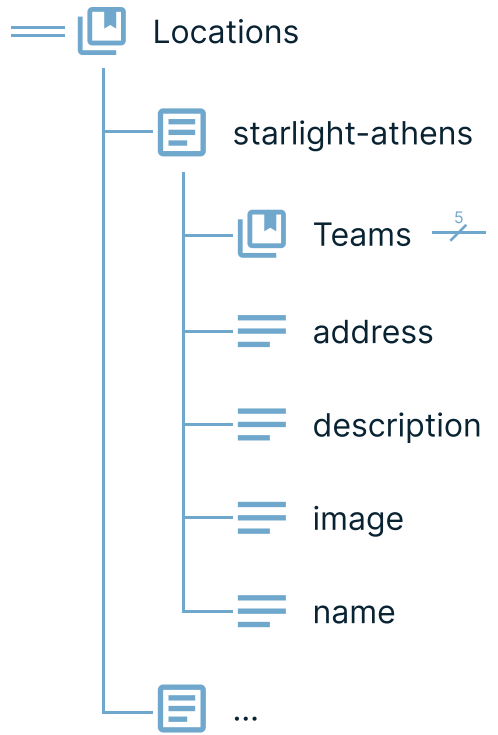 Locations
starlight-athens
Teams 5
address
description
image
name
...